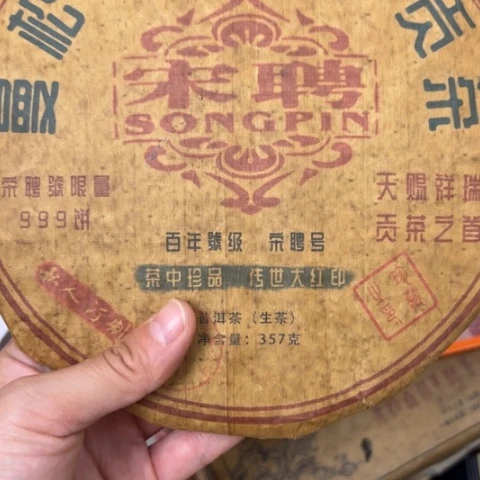 贡茶
宋聘
SONGPIN
宋聘號限量
999饼
天赐祥瑞
贡茶之首
百年號级 宋聘号
茶中珍品 传世大红印
普洱茶（生茶）
净含量：357克